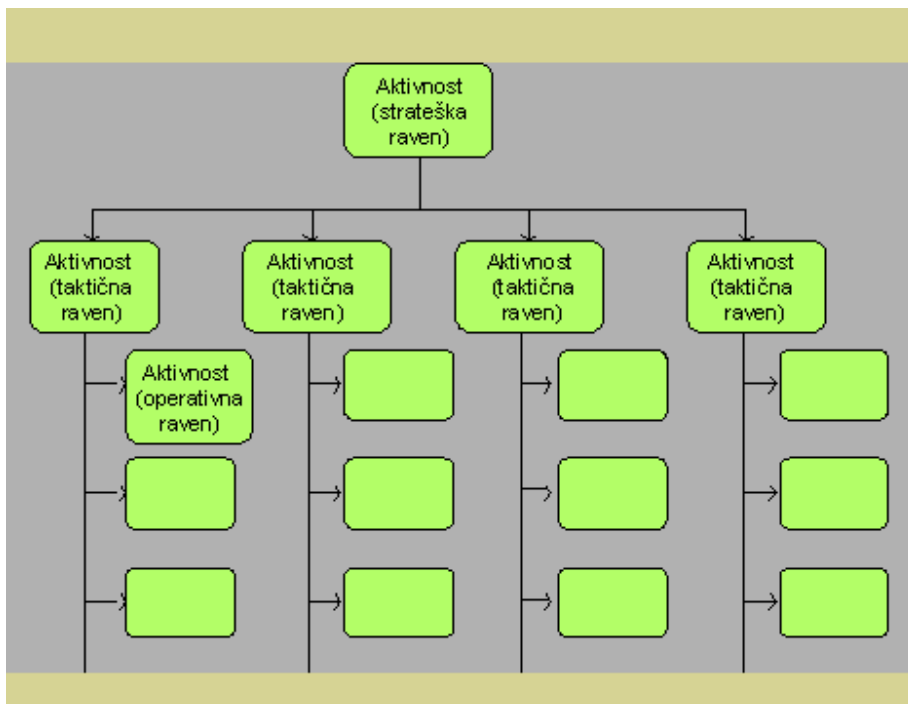 Aktivnost
(strateška
raven)
Aktivnost
(taktična
raven)
Aktivnost
(taktična
raven)
Aktivnost
(taktična
raven)
Aktivnost
(taktična
raven)
Aktivnost
(operativna
raven)